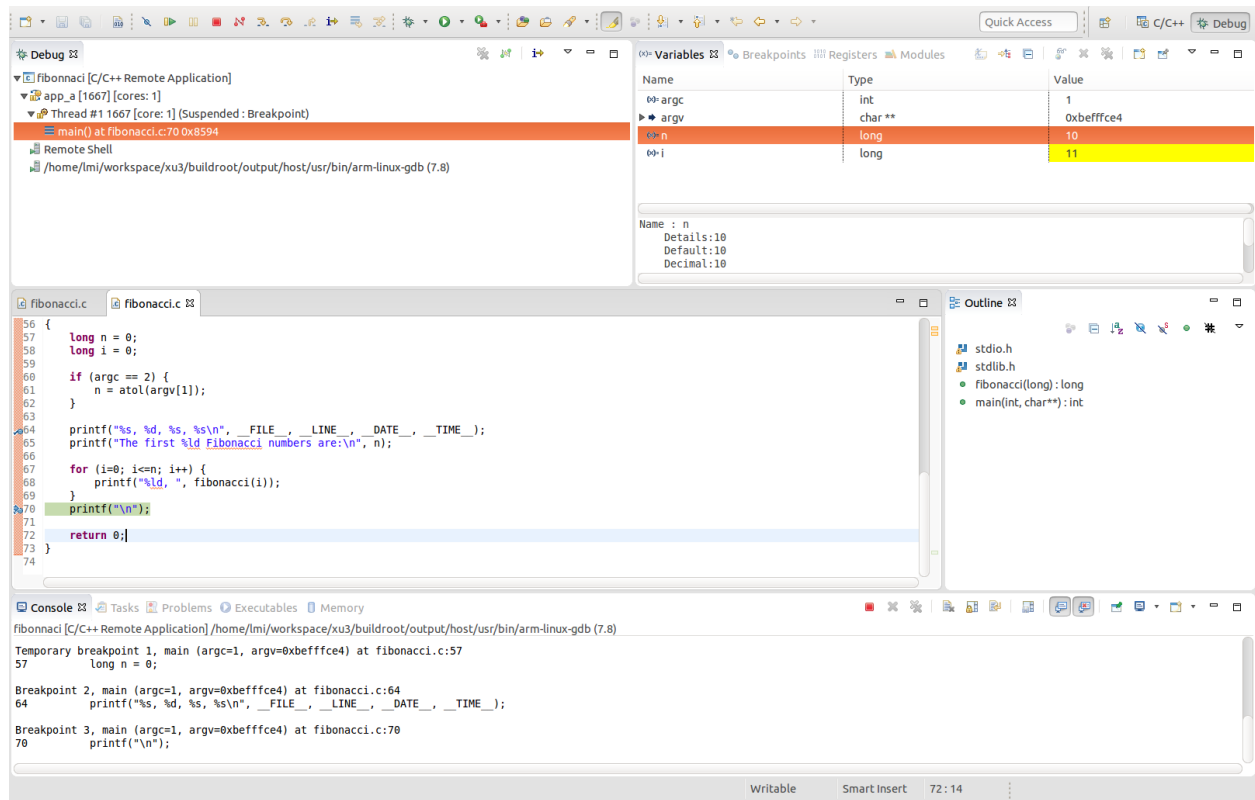 Quick Access
C/C++
Debug
Debug
fibonnaci [C/C++ Remote Application]
app_a [1667] [cores: 1]
Thread #1 1667 [core: 1] (Suspended : Breakpoint)
main() at fibonacci.c:70 0x8594
Remote Shell
/home/lmi/workspace/xu3/buildroot/output/host/usr/bin/arm-linux-gdb (7.8)
(x)= Variables Breakpoints Registers Modules
Name Type Value
(x)= argc int 1
argv char ** 0xbefffce4
(x)= n long 10
(x)= i long 11
Name : n
Details:10
Default:10
Decimal:10
fibonacci.c fibonacci.c
56 {
57 long n = 0;
58 long i = 0;
59
60 if (argc == 2) {
61 n = atol(argv[1]);
62 }
63
64 printf("%s, %d, %s, %s\n", __FILE__, __LINE__, __DATE__, __TIME__);
65 printf("The first %ld Fibonacci numbers are:\n", n);
66
67 for (i=0; i<=n; i++) {
68 printf("%ld, ", fibonacci(i));
69 }
70 printf("\n");
71
72 return 0;
73 }
74
Outline
stdio.h
stdlib.h
fibonacci(long) : long
main(int, char**) : int
Console Tasks Problems Executables Memory
fibonnaci [C/C++ Remote Application] /home/lmi/workspace/xu3/buildroot/output/host/usr/bin/arm-linux-gdb (7.8)
Temporary breakpoint 1, main (argc=1, argv=0xbefffce4) at fibonacci.c:57
57 long n = 0;
Breakpoint 2, main (argc=1, argv=0xbefffce4) at fibonacci.c:64
64 printf("%s, %d, %s, %s\n", __FILE__, __LINE__, __DATE__, __TIME__);
Breakpoint 3, main (argc=1, argv=0xbefffce4) at fibonacci.c:70
70 printf("\n");
Writable Smart Insert 72 : 14